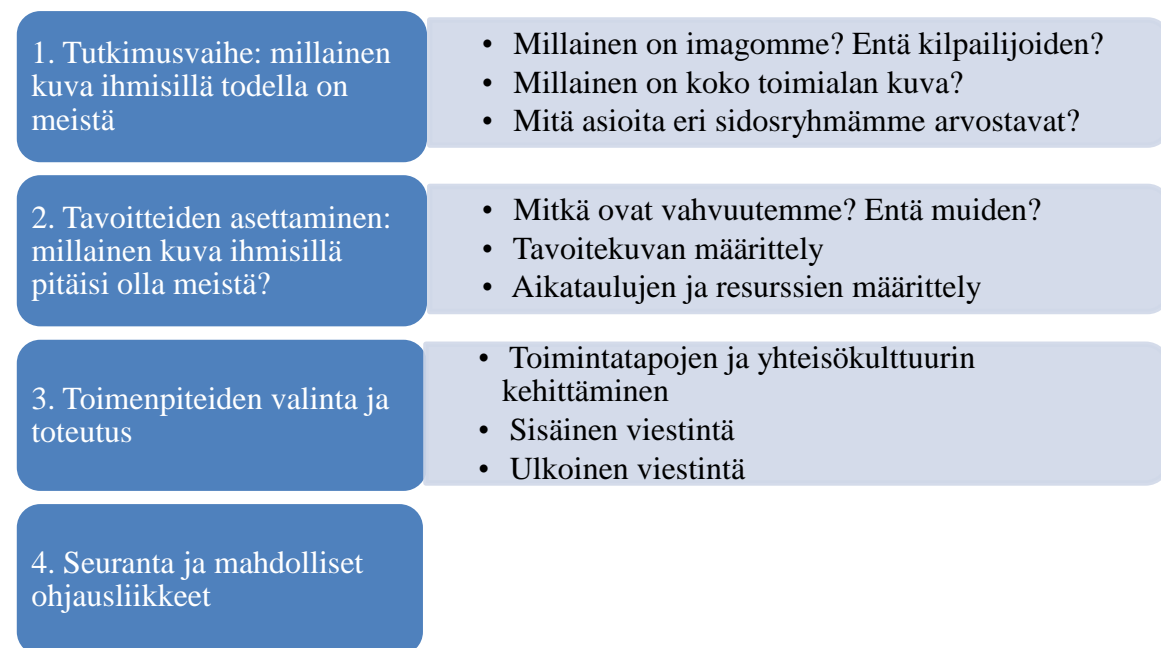 1. Tutkimusvaihe: millainen
kuva ihmisillä todella on
meistä
• Millainen on imagomme? Entä kilpailijoiden?
• Millainen on koko toimialan kuva?
• Mitä asioita eri sidosryhmämme arvostavat?
2. Tavoitteiden asettaminen:
millainen kuva ihmisillä
pitäisi olla meistä?
• Mitkä ovat vahvuutemme? Entä muiden?
• Tavoitekuvan määrittely
• Aikataulujen ja resurssien määrittely
3. Toimenpiteiden valinta ja
toteutus
• Toimintatapojen ja yhteisökulttuurin
kehittäminen
• Sisäinen viestintä
• Ulkoinen viestintä
4. Seuranta ja mahdolliset
ohjausliikkeet